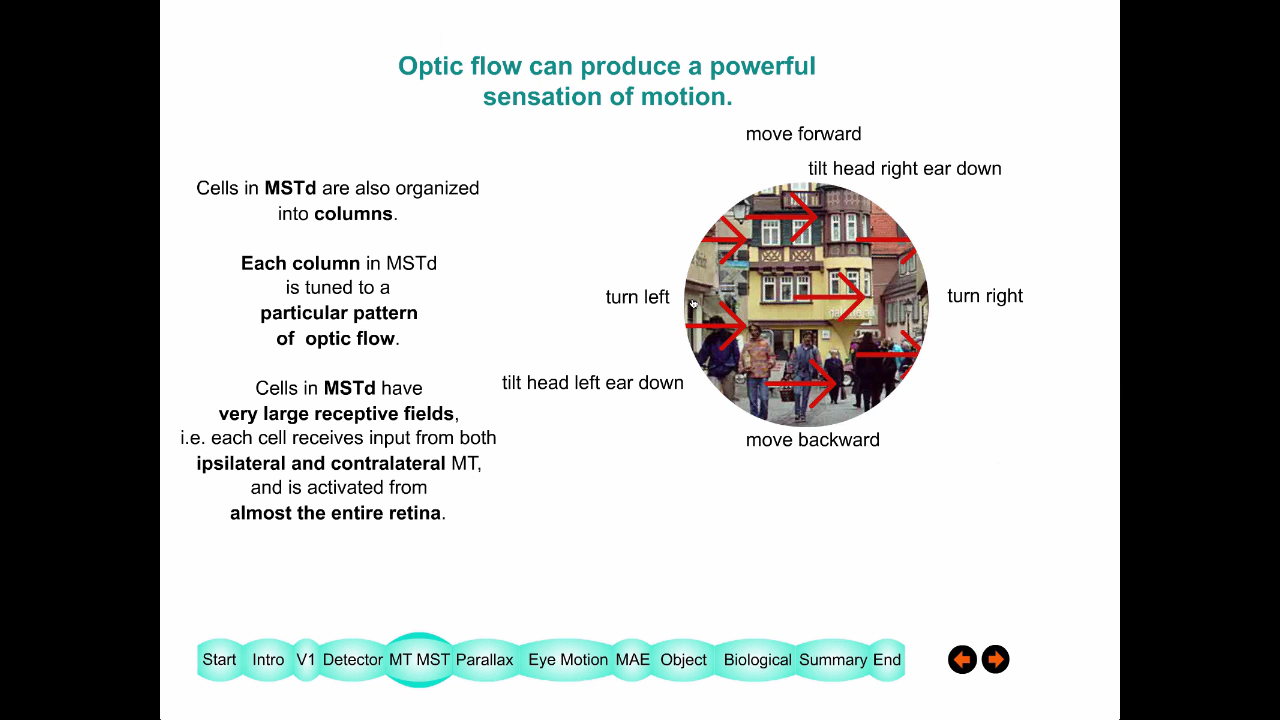 Optic flow can produce a powerful
sensation of motion.
move forward
tilt head right ear down
Cells in MSTd are also organized
into columns.
Each column in MSTd
is tuned to a
particular pattern
of optic flow.
Cells in MSTd have
very large receptive fields,
i.e. each cell receives input from both
ipsilateral and contralateral MT,
and is activated from
almost the entire retina.
turn left
turn right
tilt head left ear down
move backward
Start Intro V1 Detector MT MST Parallax Eye Motion MAE Object Biological Summary End